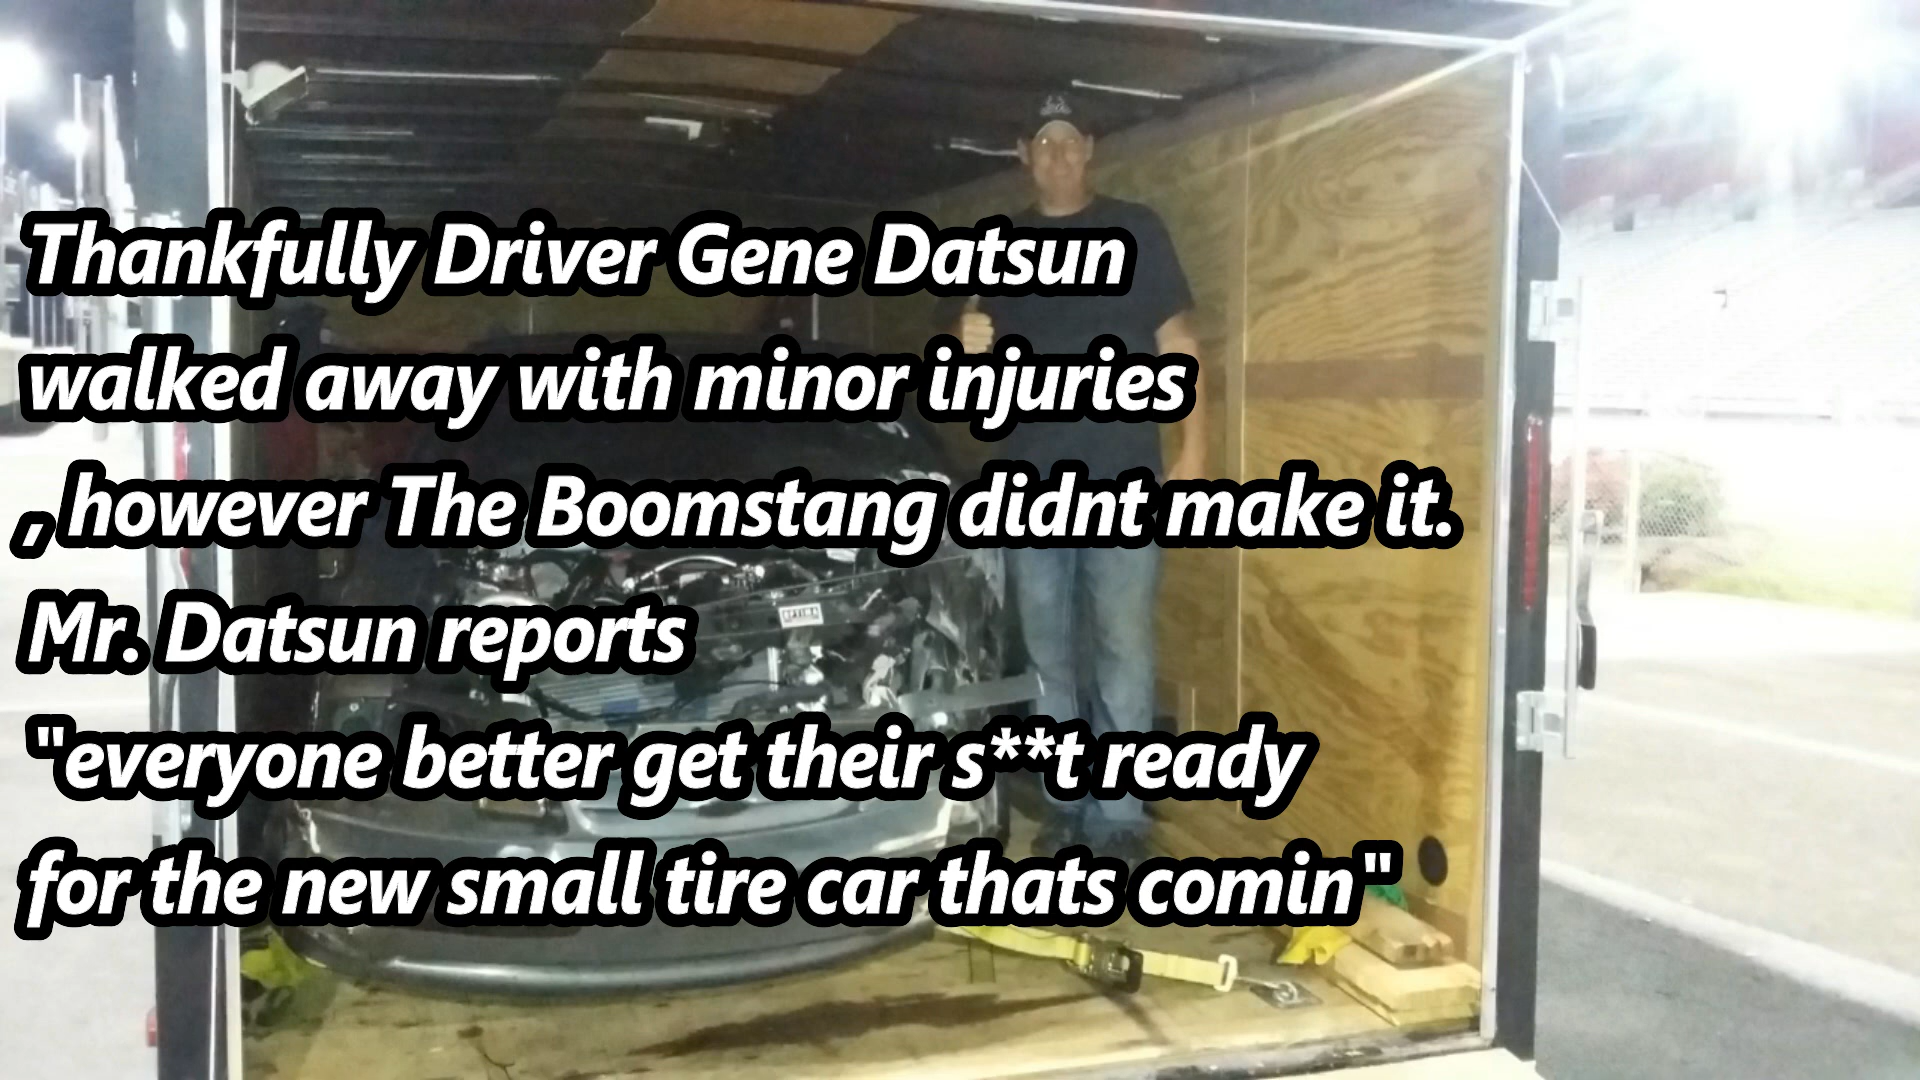 Thankfully Driver Gene Datsun
walked away with minor injuries
, however The Boomstang didnt make it.
Mr. Datsun reports
"everyone better get their s**t ready
for the new small tire car thats comin"
OPTIMA